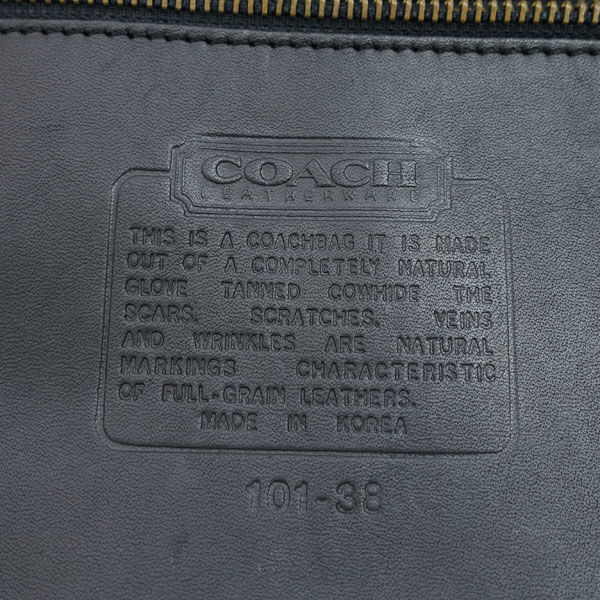 COACH
LEATHERWARE
THIS IS A COACHBAG IT IS MADE
OUT OF A COMPLETELY NATURAL
GLOVE TANNED COWHIDE THE
SCARS, SCRATCHES, VEINS
AND WRINKLES ARE NATURAL
MARKINGS CHARACTERISTIC
OF FULL-GRAIN LEATHERS.
MADE IN KOREA
101-38